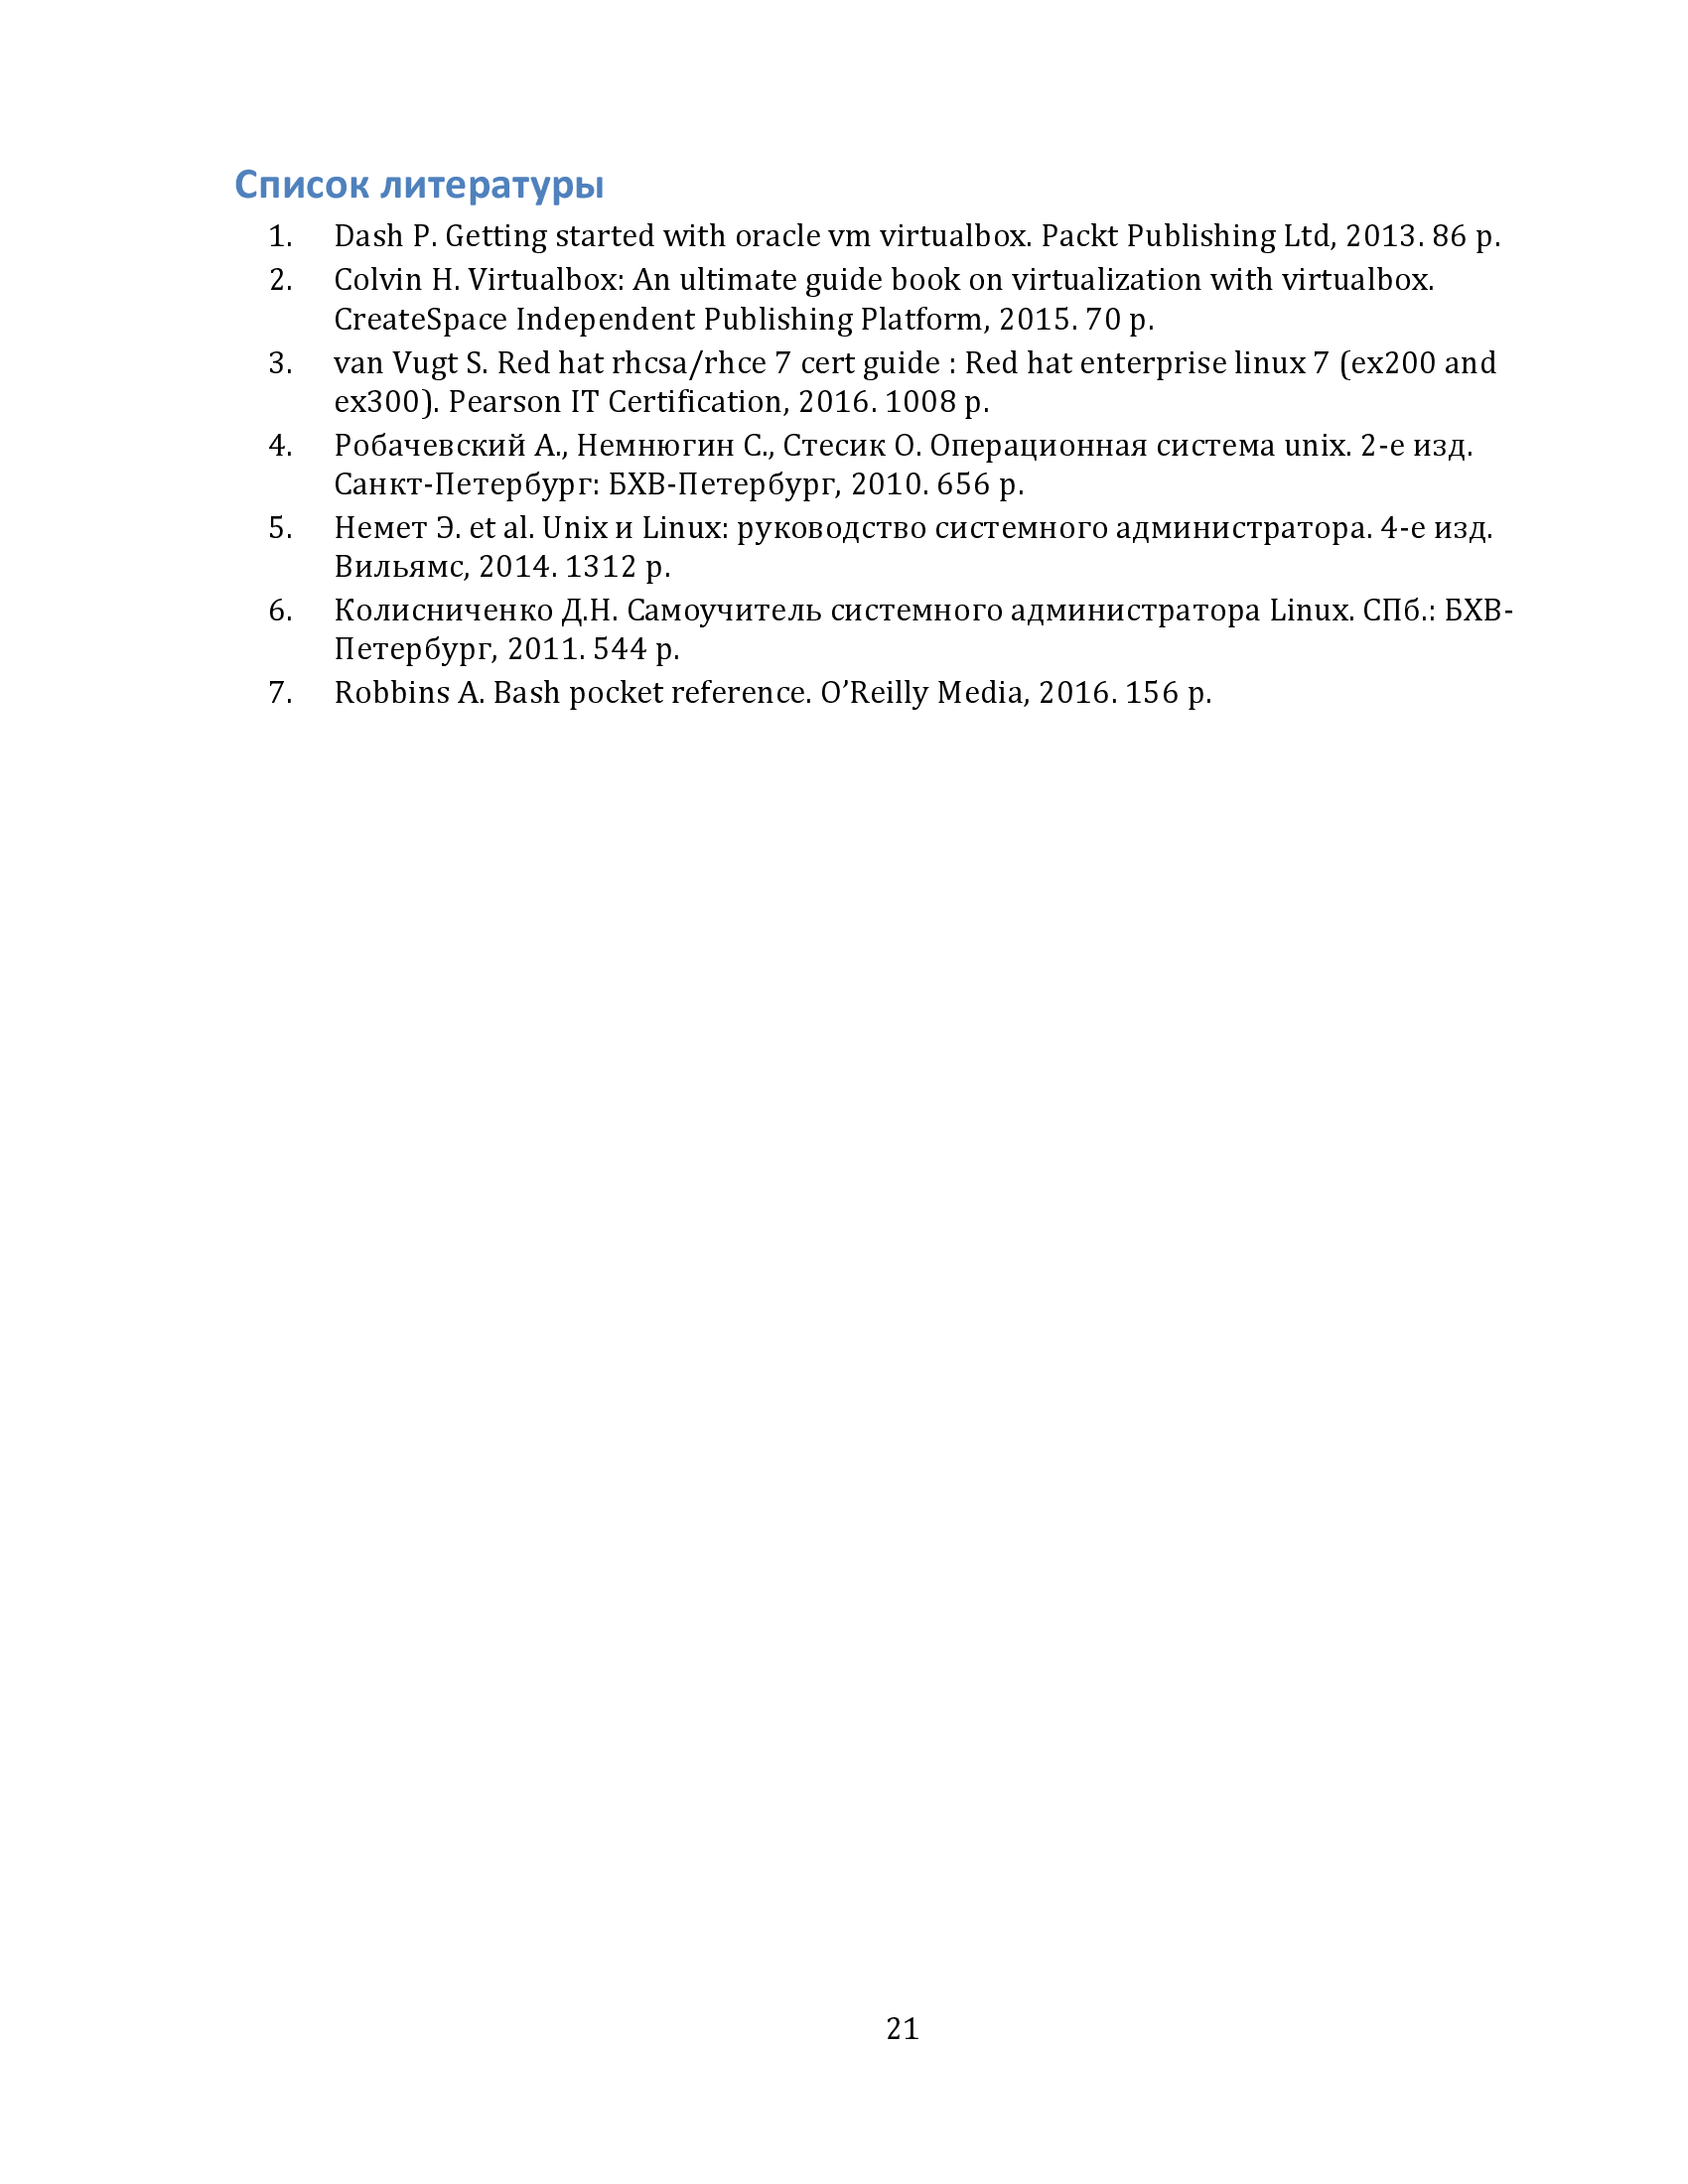 Список литературы
1. Dash P. Getting started with oracle vm virtualbox. Packt Publishing Ltd, 2013. 86 p.
2. Colvin H. Virtualbox: An ultimate guide book on virtualization with virtualbox.
CreateSpace Independent Publishing Platform, 2015. 70 p.
3. van Vugt S. Red hat rhcsa/rhce 7 cert guide : Red hat enterprise linux 7 (ex200 and
ex300). Pearson IT Certification, 2016. 1008 p.
4. Робачевский А., Немнюгин С., Стесик О. Операционная система unix. 2-е изд.
Санкт-Петербург: БХВ-Петербург, 2010. 656 p.
5. Немет Э. et al. Unix и Linux: руководство системного администратора. 4-е изд.
Вильямс, 2014. 1312 p.
6. Колисниченко Д.Н. Самоучитель системного администратора Linux. СПб.: БХВ-
Петербург, 2011. 544 p.
7. Robbins A. Bash pocket reference. O’Reilly Media, 2016. 156 p.
21